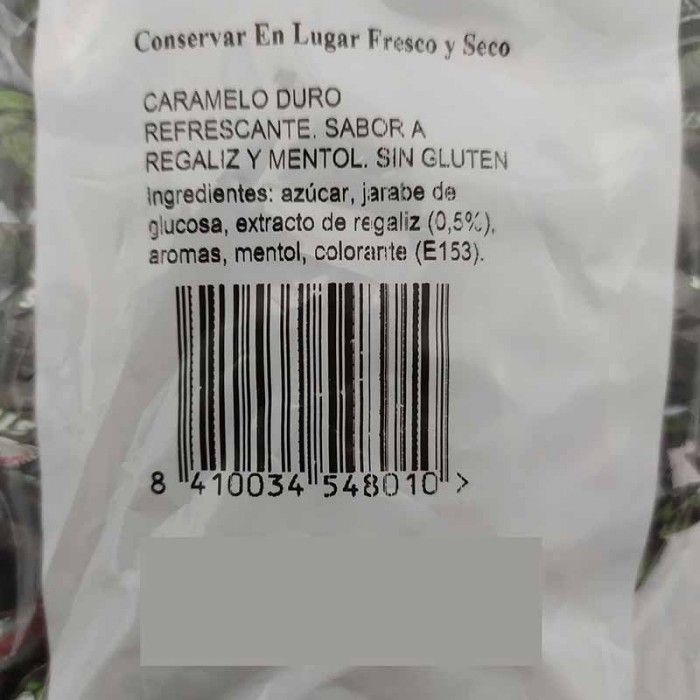 Conservar En Lugar Fresco y Seco
CARAMELO DURO
REFRESCANTE. SABOR A
REGALIZ Y MENTOL. SIN GLUTEN
Ingredientes: azúcar, jarabe de
glucosa, extracto de regaliz (0,5%),
aromas, mentol, colorante (E153).
8 410034 548010 >